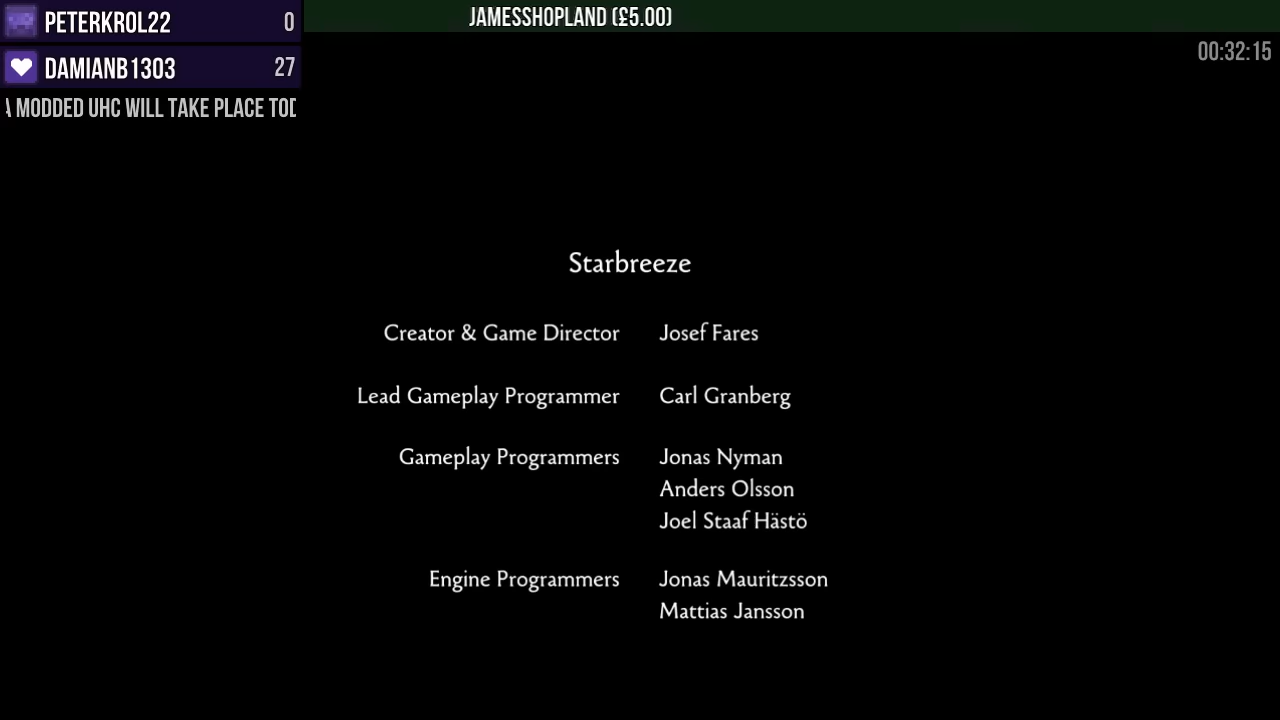 PETERKROL22 0
JAMESSHOPLAND (£5.00)
00:32:15
DAMIANB1303 27
MODDED UHC WILL TAKE PLACE
Starbreeze
Creator & Game Director Josef Fares
Lead Gameplay Programmer Carl Granberg
Gameplay Programmers Jonas Nyman
Anders Olsson
Joel Staaf Hästö
Engine Programmers Jonas Mauritzsson
Mattias Jansson